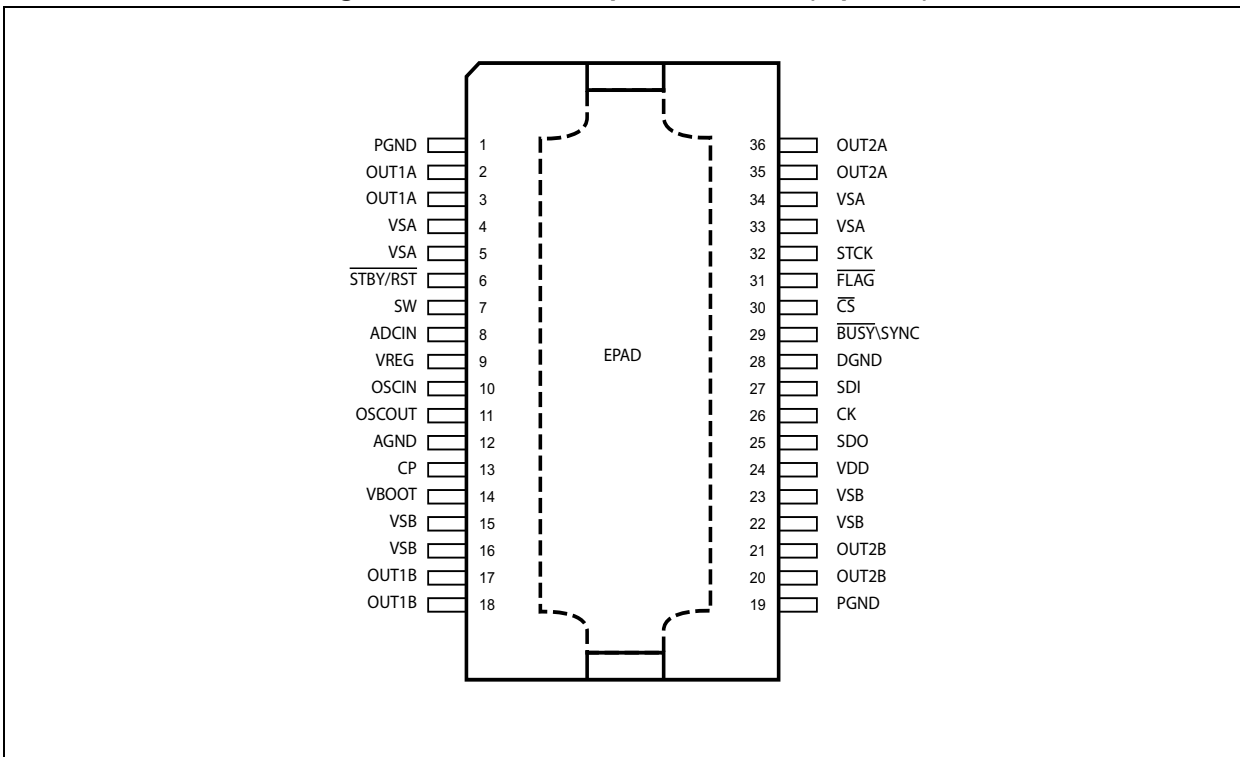 PGND 1 36 OUT2A
OUT1A 2 35 OUT2A
OUT1A 3 34 VSA
VSA 4 33 VSA
VSA 5 32 STCK
STBY/RST 6 31 FLAG
SW 7 30 CS
ADCIN 8 29 BUSY\SYNC
VREG 9 28 DGND
EPAD
OSCIN 10 27 SDI
OSCOUT 11 26 CK
AGND 12 25 SDO
CP 13 24 VDD
VBOOT 14 23 VSB
VSB 15 22 VSB
VSB 16 21 OUT2B
OUT1B 17 20 OUT2B
OUT1B 18 19 PGND